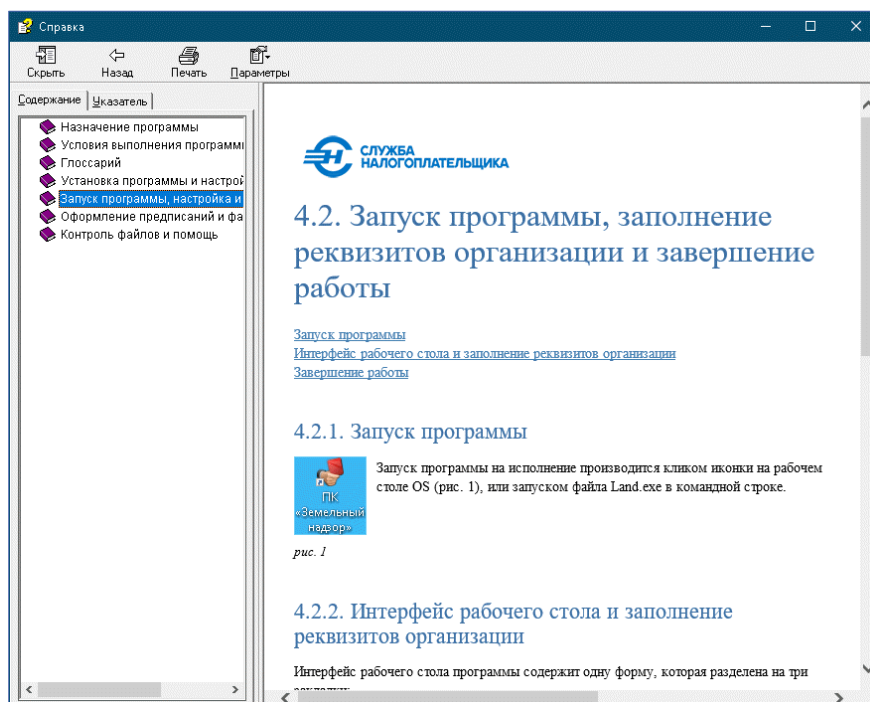 Справка
Скрыть Назад Печать Параметры
Содержание Указатель
Назначение программы
Условия выполнения программы
Глоссарий
Установка программы и настрой
Запуск программы, настройка и
Оформление предписаний и фа
Контроль файлов и помощь
СЛУЖБА
НАЛОГОПЛАТЕЛЬЩИКА
4.2. Запуск программы, заполнение
реквизитов организации и завершение
работы
Запуск программы
Интерфейс рабочего стола и заполнение реквизитов организации
Завершение работы
4.2.1. Запуск программы
ПК
«Земельный
надзор»
Запуск программы на исполнение производится кликом иконки на рабочем
столе OS (рис. 1), или запуском файла Land.exe в командной строке.
рис. 1
4.2.2. Интерфейс рабочего стола и заполнение
реквизитов организации
Интерфейс рабочего стола программы содержит одну форму, которая разделена на три